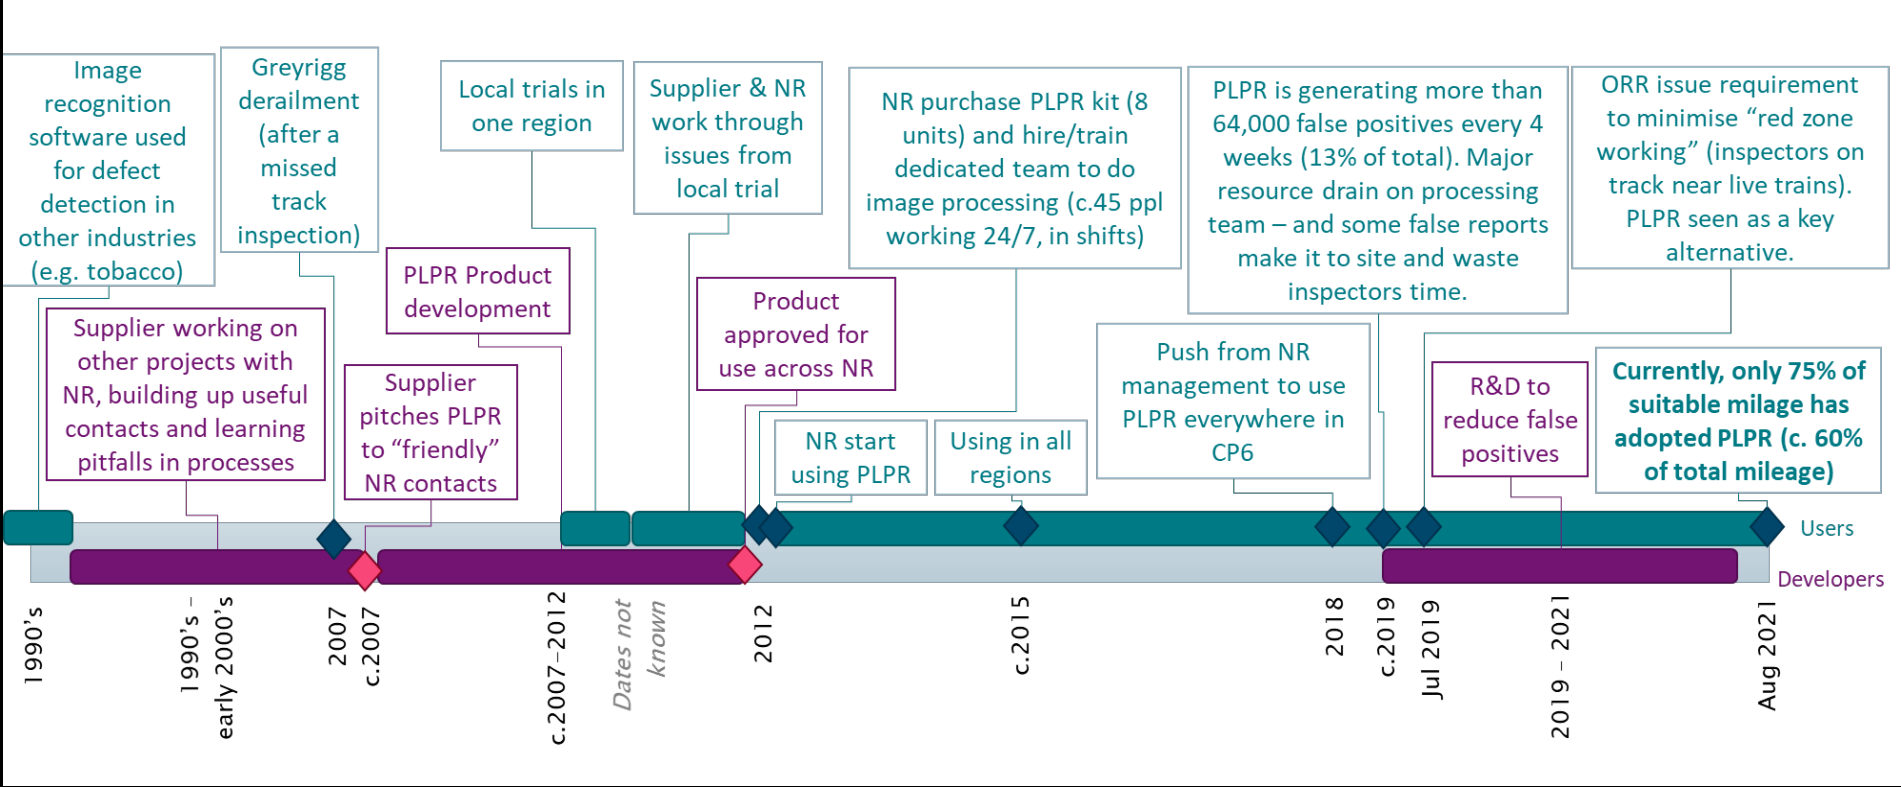 Image
recognition
software used
for defect
detection in
other industries
(e.g. tobacco)
Greyrigg
derailment
(after a
missed
track
inspection)
Local trials in
one region
Supplier & NR
work through
issues from
local trial
NR purchase PLPR kit (8
units) and hire/train
dedicated team to do
image processing (c.45 ppl
working 24/7, in shifts)
PLPR is generating more than
64,000 false positives every 4
weeks (13% of total). Major
resource drain on processing
team – and some false reports
make it to site and waste
inspectors time.
ORR issue requirement
to minimise “red zone
working” (inspectors on
track near live trains).
PLPR seen as a key
alternative.
Supplier working on
other projects with
NR, building up useful
contacts and learning
pitfalls in processes
PLPR Product
development
Supplier
pitches PLPR
to “friendly”
NR contacts
Product
approved for
use across NR
NR start
using PLPR
Using in all
regions
Push from NR
management to use
PLPR everywhere in
CP6
R&D to
reduce false
positives
Currently, only 75% of
suitable milage has
adopted PLPR (c. 60%
of total mileage)
Users
Developers
1990’s
1990’s –
early 2000’s
2007
c.2007
c.2007–2012
Dates not
known
2012
c.2015
2018
c.2019
Jul 2019
2019 – 2021
Aug 2021